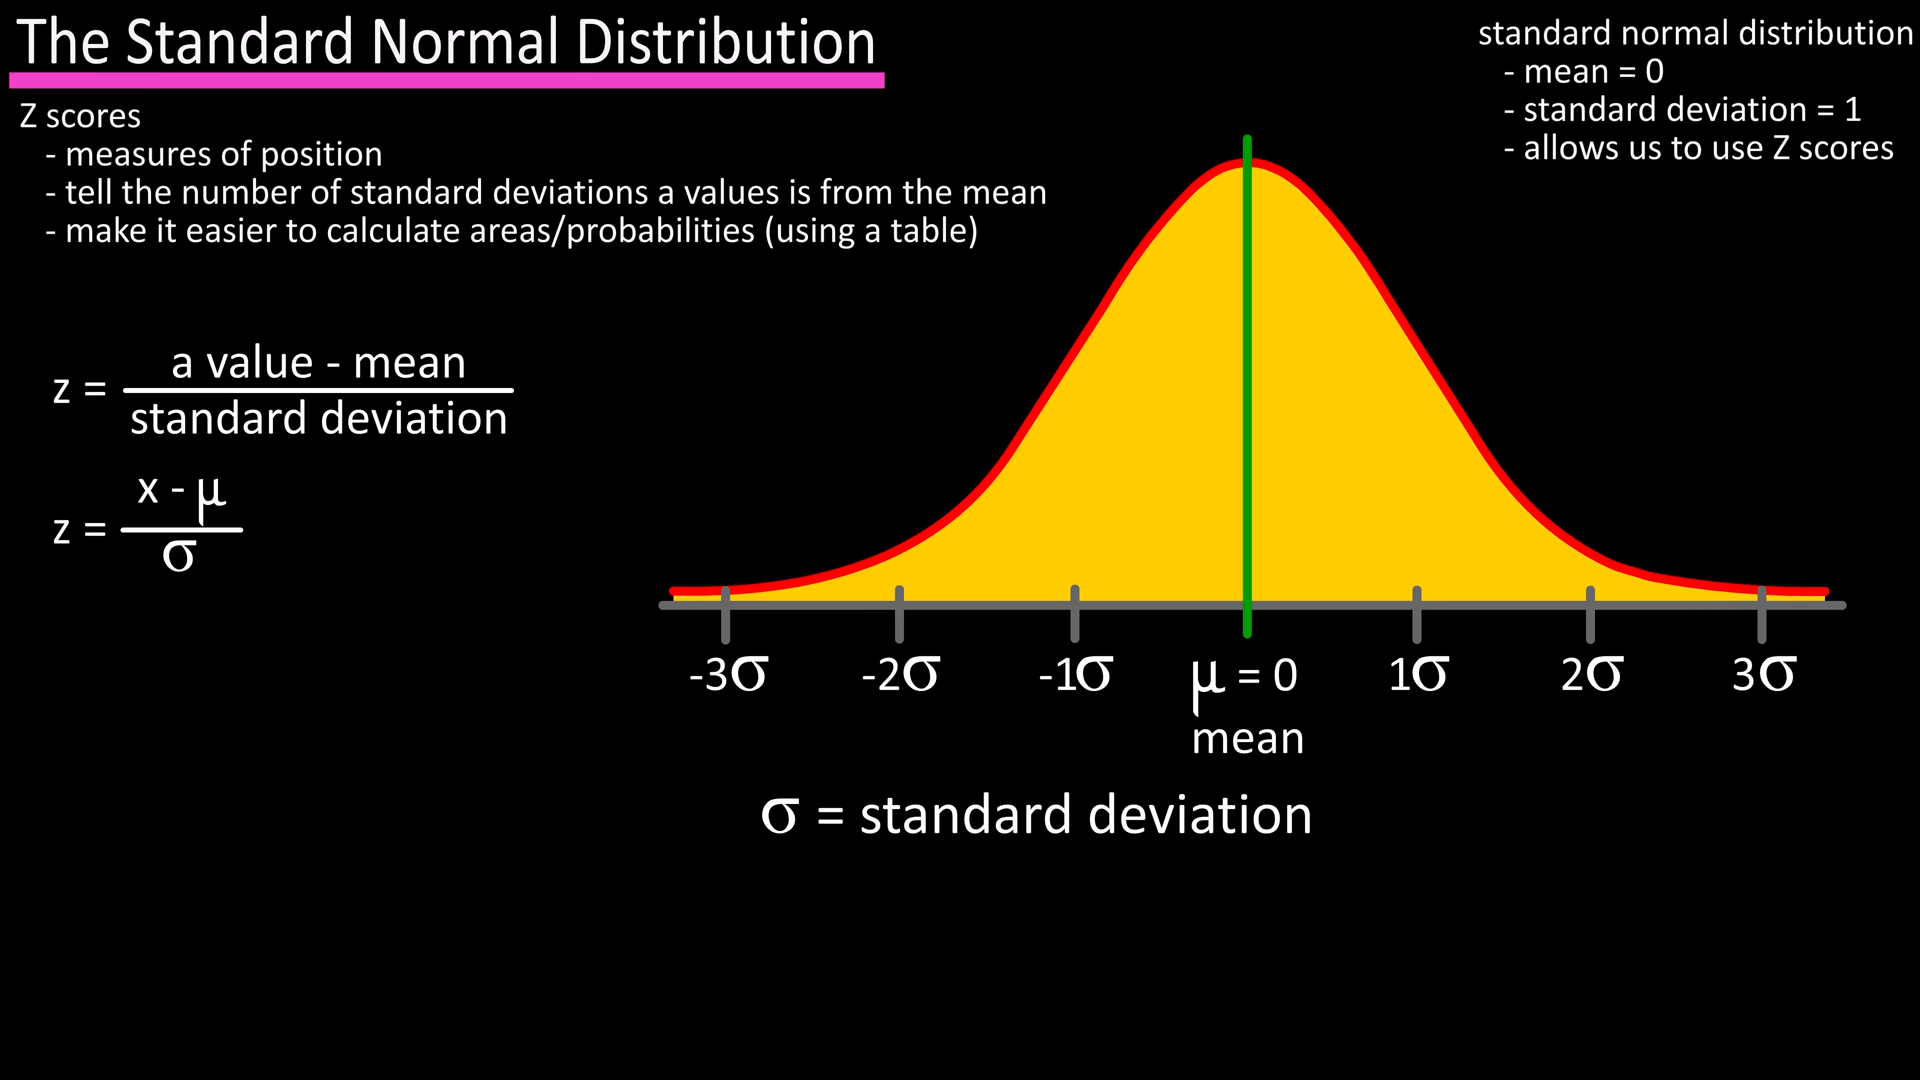 The Standard Normal Distribution
Z scores
- measures of position
- tell the number of standard deviations a values is from the mean
- make it easier to calculate areas/probabilities (using a table)
z = a value - mean
standard deviation
z = x - μ
σ
standard normal distribution
- mean = 0
- standard deviation = 1
- allows us to use Z scores
-3σ -2σ -1σ μ = 0 1σ 2σ 3σ
mean
σ = standard deviation